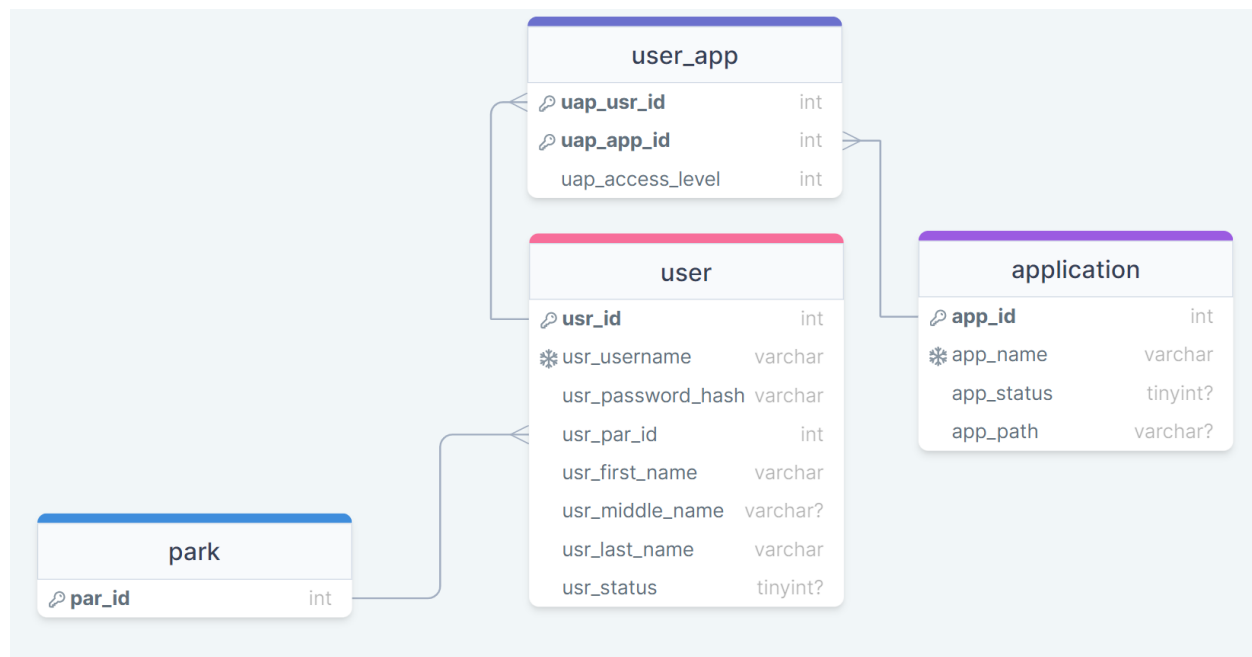 user_app
uap_usr_id int
uap_app_id int
uap_access_level int
user
usr_id int
usr_username varchar
usr_password_hash varchar
usr_par_id int
usr_first_name varchar
usr_middle_name varchar?
usr_last_name varchar
usr_status tinyint?
application
app_id int
app_name varchar
app_status tinyint?
app_path varchar?
park
par_id int